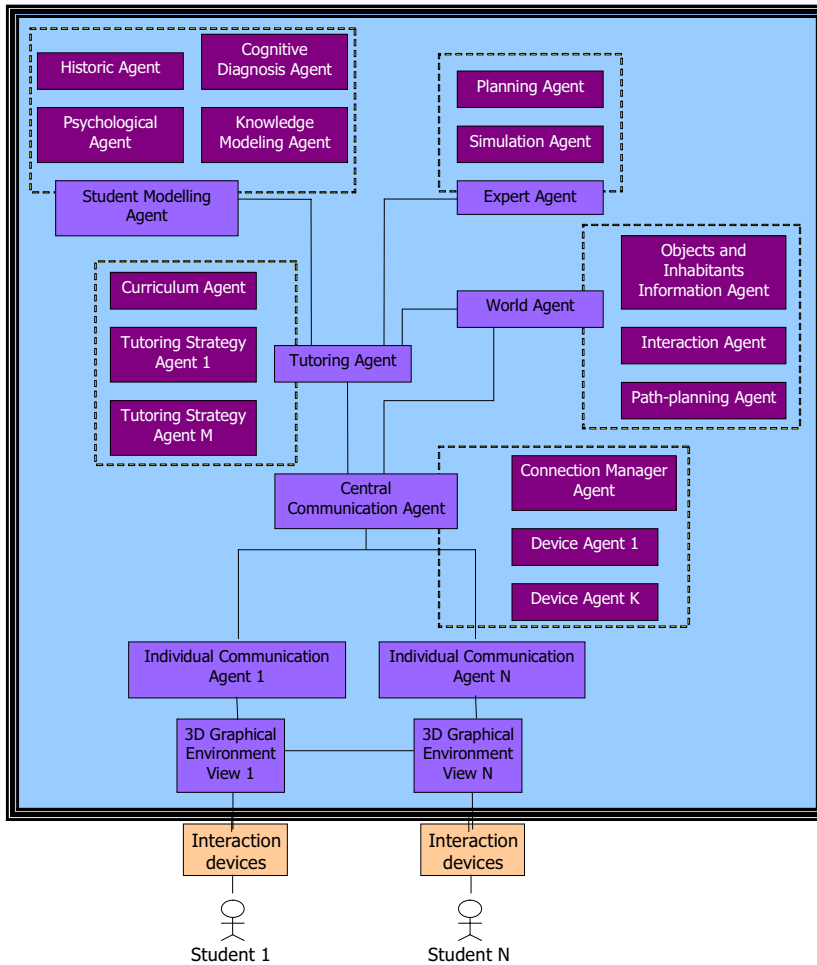 Historic Agent
Cognitive
Diagnosis Agent
Psychological
Agent
Knowledge
Modeling Agent
Student Modelling
Agent
Planning Agent
Simulation Agent
Expert Agent
Objects and
Inhabitants
Information Agent
World Agent
Interaction Agent
Path-planning Agent
Curriculum Agent
Tutoring Strategy
Agent 1
Tutoring Strategy
Agent M
Tutoring Agent
Central
Communication Agent
Connection Manager
Agent
Device Agent 1
Device Agent K
Individual Communication
Agent 1
Individual Communication
Agent N
3D Graphical
Environment
View 1
3D Graphical
Environment
View N
Interaction
devices
Interaction
devices
Student 1
Student N